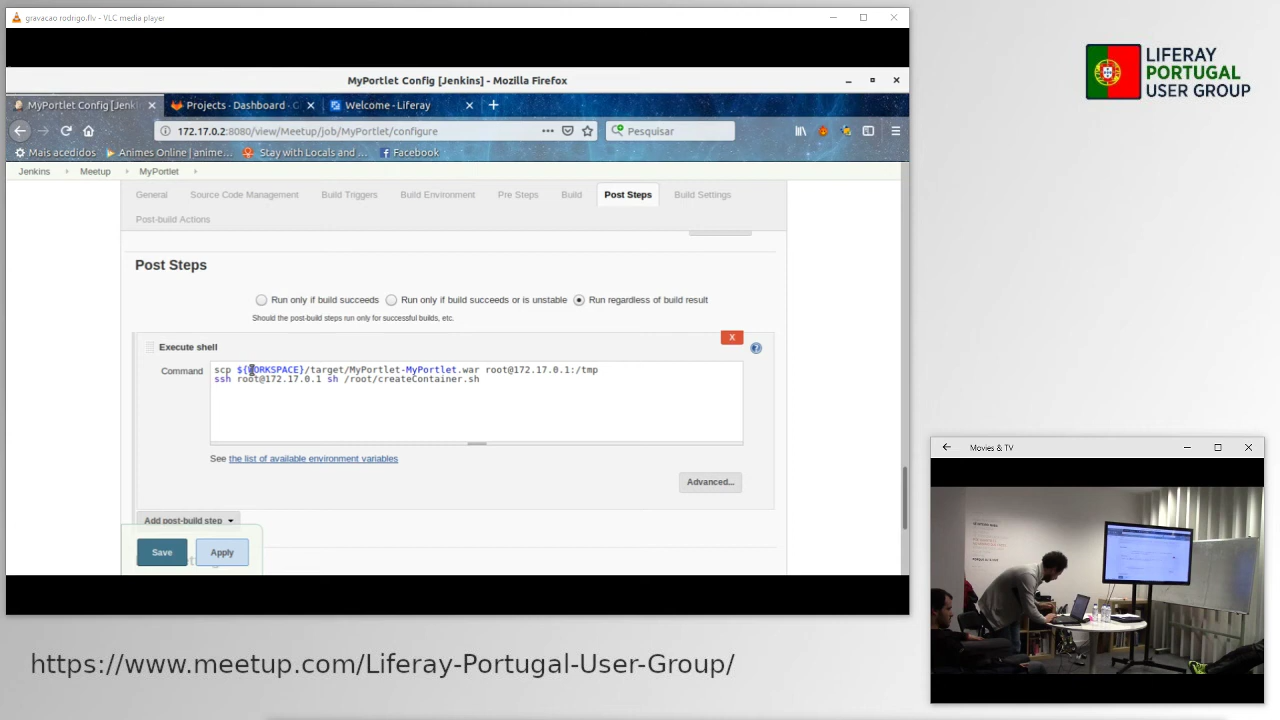 gravacao rodrigo.flv - VLC media player
MyPortlet Config [Jenkins] - Mozilla Firefox
MyPortlet Config [Jenki
Projects · Dashboard · G
Welcome - Liferay
172.17.0.2:8080/view/Meetup/job/MyPortlet/configure
Pesquisar
Mais acedidos
Animes Online | anime...
Stay with Locals and ...
Facebook
Jenkins
Meetup
MyPortlet
General
Source Code Management
Build Triggers
Build Environment
Pre Steps
Build
Post Steps
Build Settings
Post-build Actions
Post Steps
Run only if build succeeds
Run only if build succeeds or is unstable
Run regardless of build result
Should the post-build steps run only for successful builds, etc.
Execute shell
X
Command
scp ${WORKSPACE}/target/MyPortlet-MyPortlet.war root@172.17.0.1:/tmp
ssh root@172.17.0.1 sh /root/createContainer.sh
See the list of available environment variables
Advanced...
Add post-build step
Save
Apply
LIFERAY
PORTUGAL
USER GROUP
Movies & TV
https://www.meetup.com/Liferay-Portugal-User-Group/